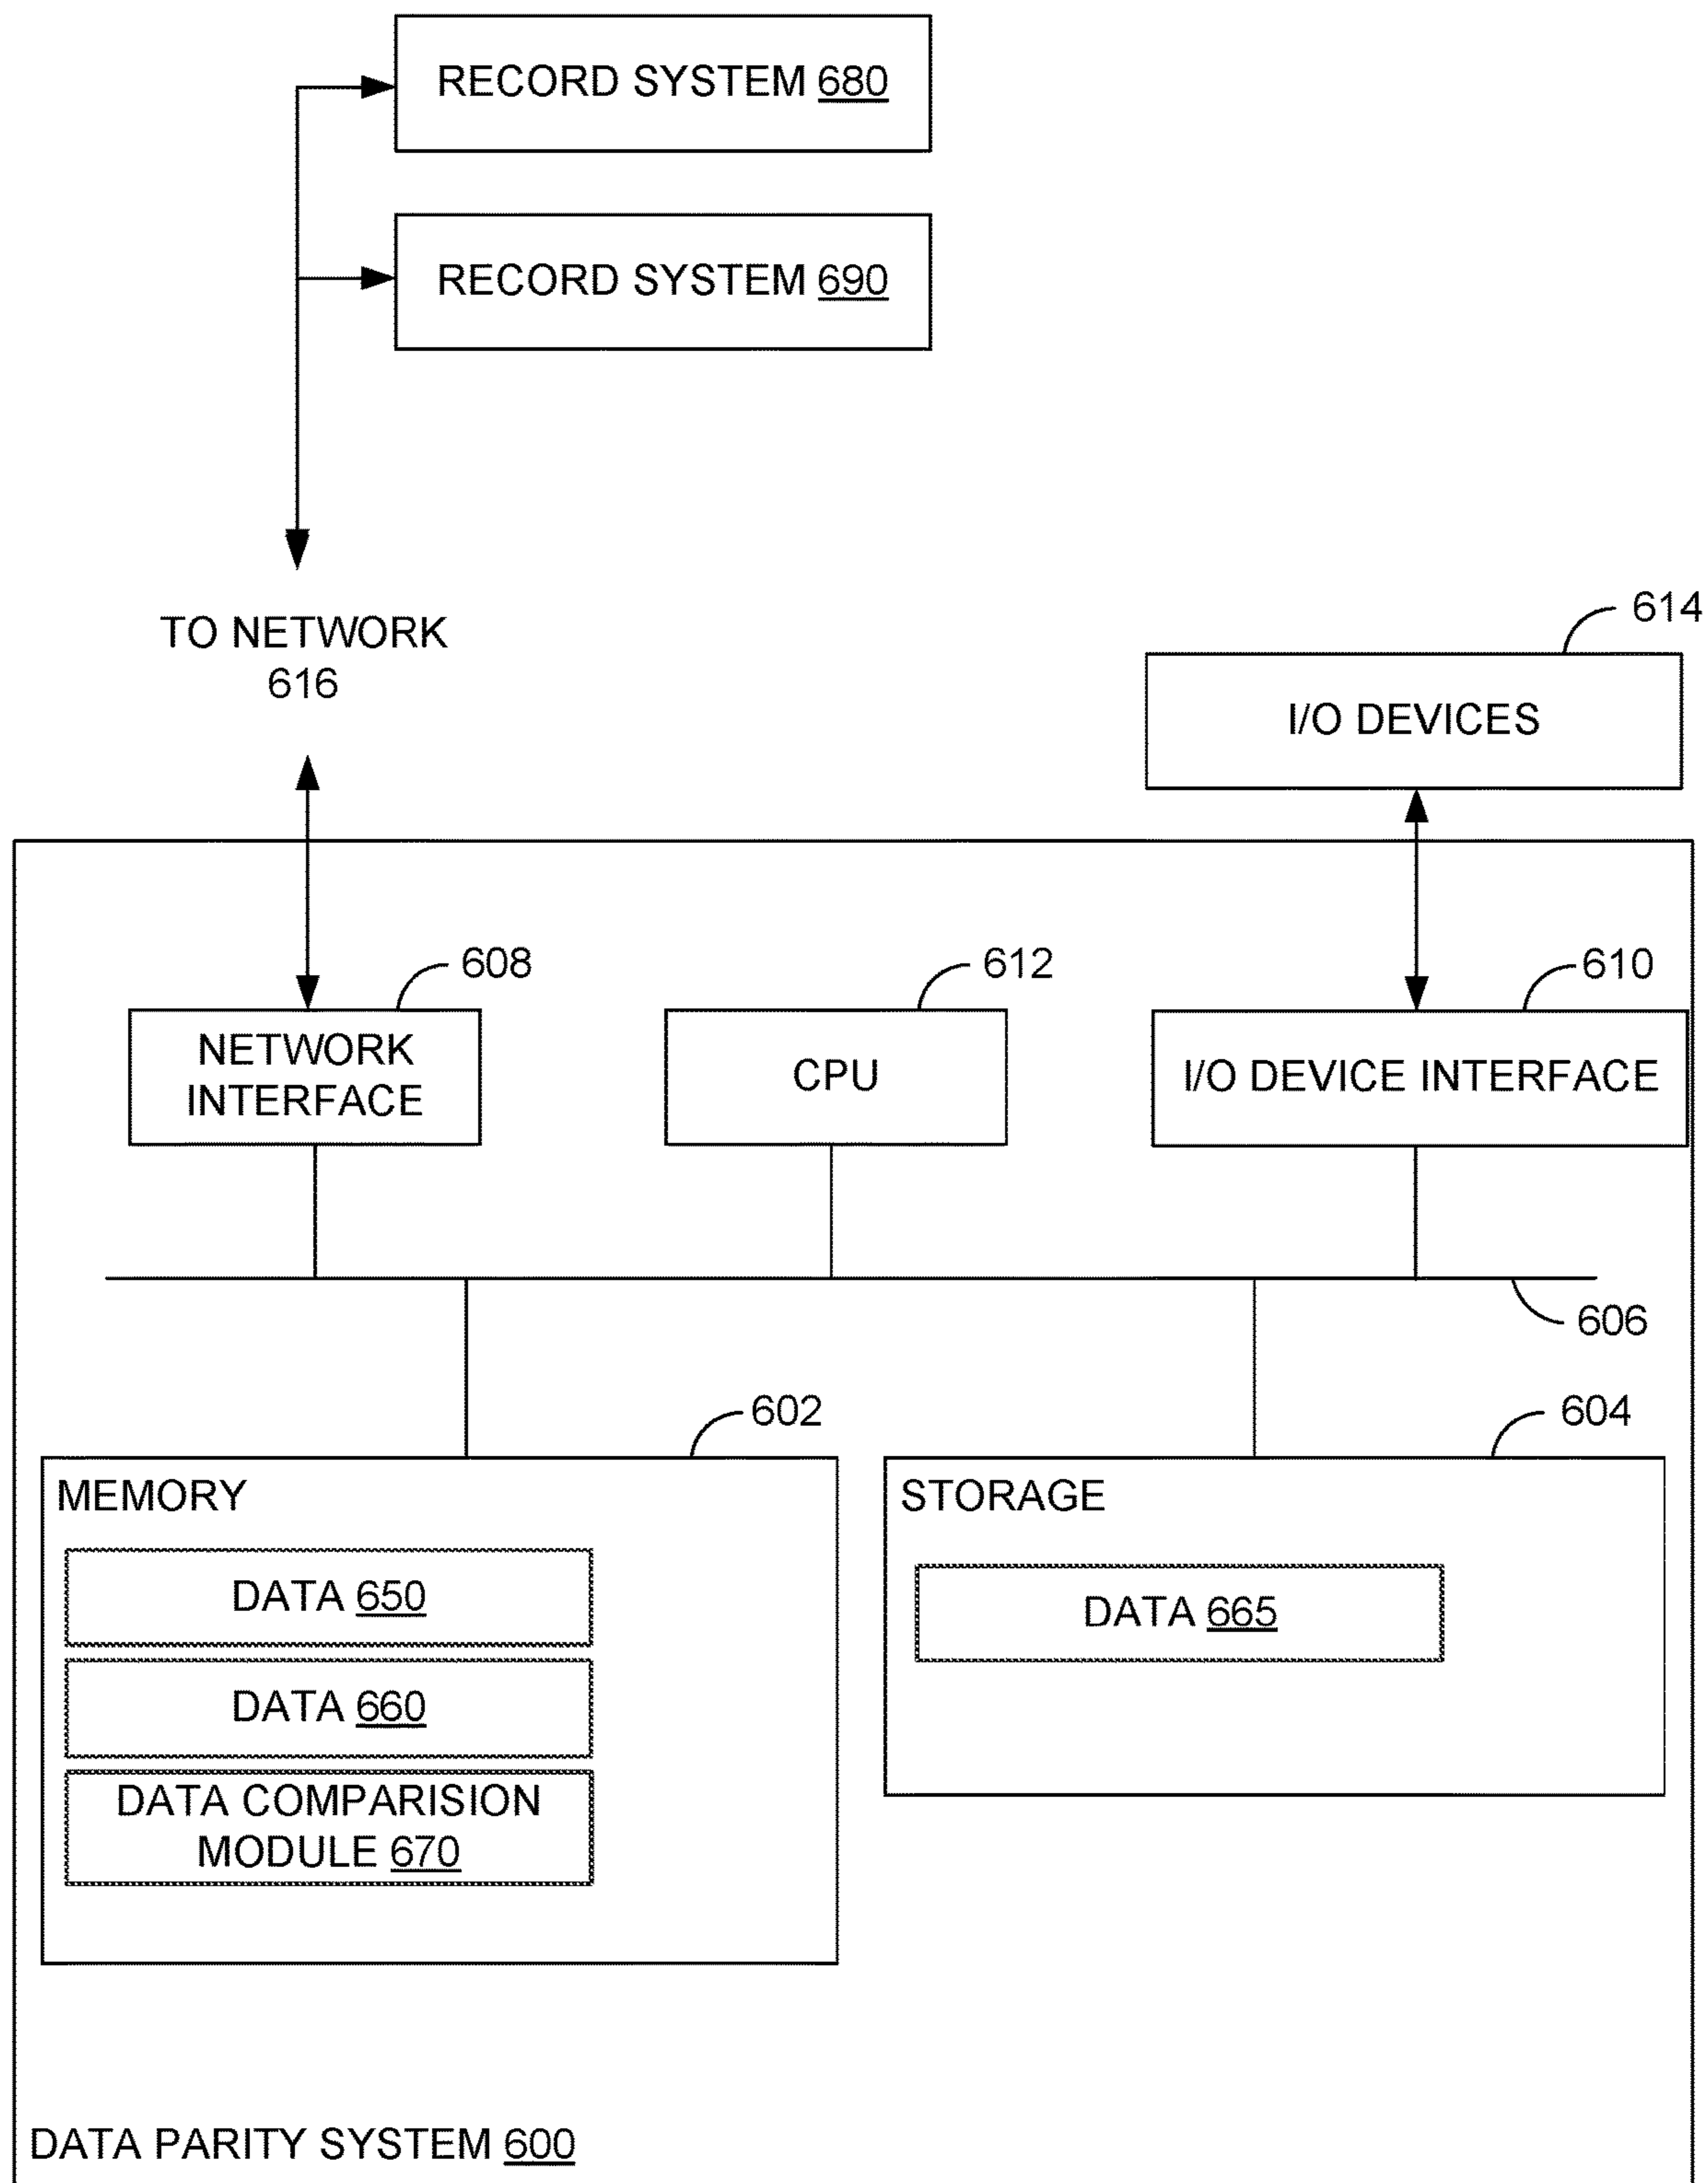 RECORD SYSTEM 680
RECORD SYSTEM 690
TO NETWORK
616
614
I/O DEVICES
608
612
610
NETWORK
INTERFACE
CPU
I/O DEVICE INTERFACE
606
602
604
MEMORY
STORAGE
DATA 650
DATA 665
DATA 660
DATA COMPARISION
MODULE 670
DATA PARITY SYSTEM 600